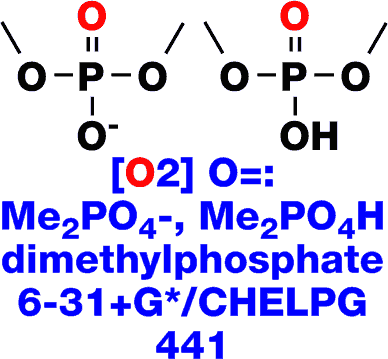 O O
O P O O P O
O- OH
[O2] O=:
Me2PO4-, Me2PO4H
dimethylphosphate
6-31+G*/CHELPG
441